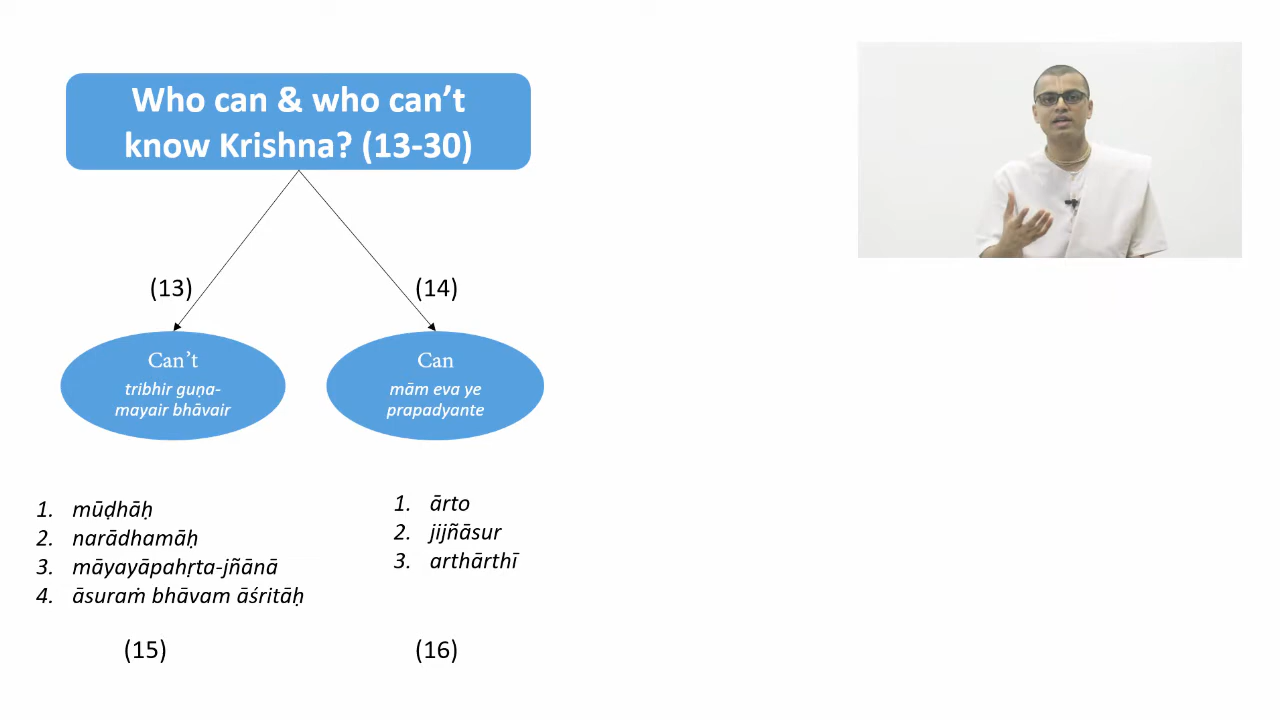 Who can & who can’t
know Krishna? (13-30)
(13)
(14)
Can’t
tribhir guṇa-
mayair bhāvair
Can
mām eva ye
prapadyante
1. mūḍhāḥ
2. narādhamāḥ
3. māyayāpahṛta-jñānā
4. āsuraṁ bhāvam āśritāḥ
(15)
1. ārto
2. jijñāsur
3. arthārthī
(16)